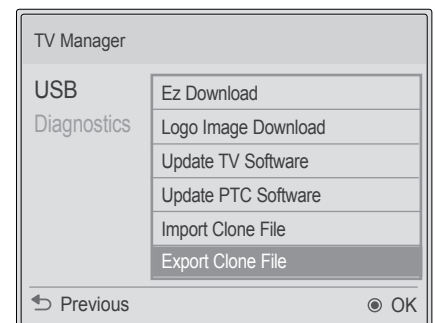 TV Manager
USB
Diagnostics
Ez Download
Logo Image Download
Update TV Software
Update PTC Software
Import Clone File
Export Clone File
Previous
OK